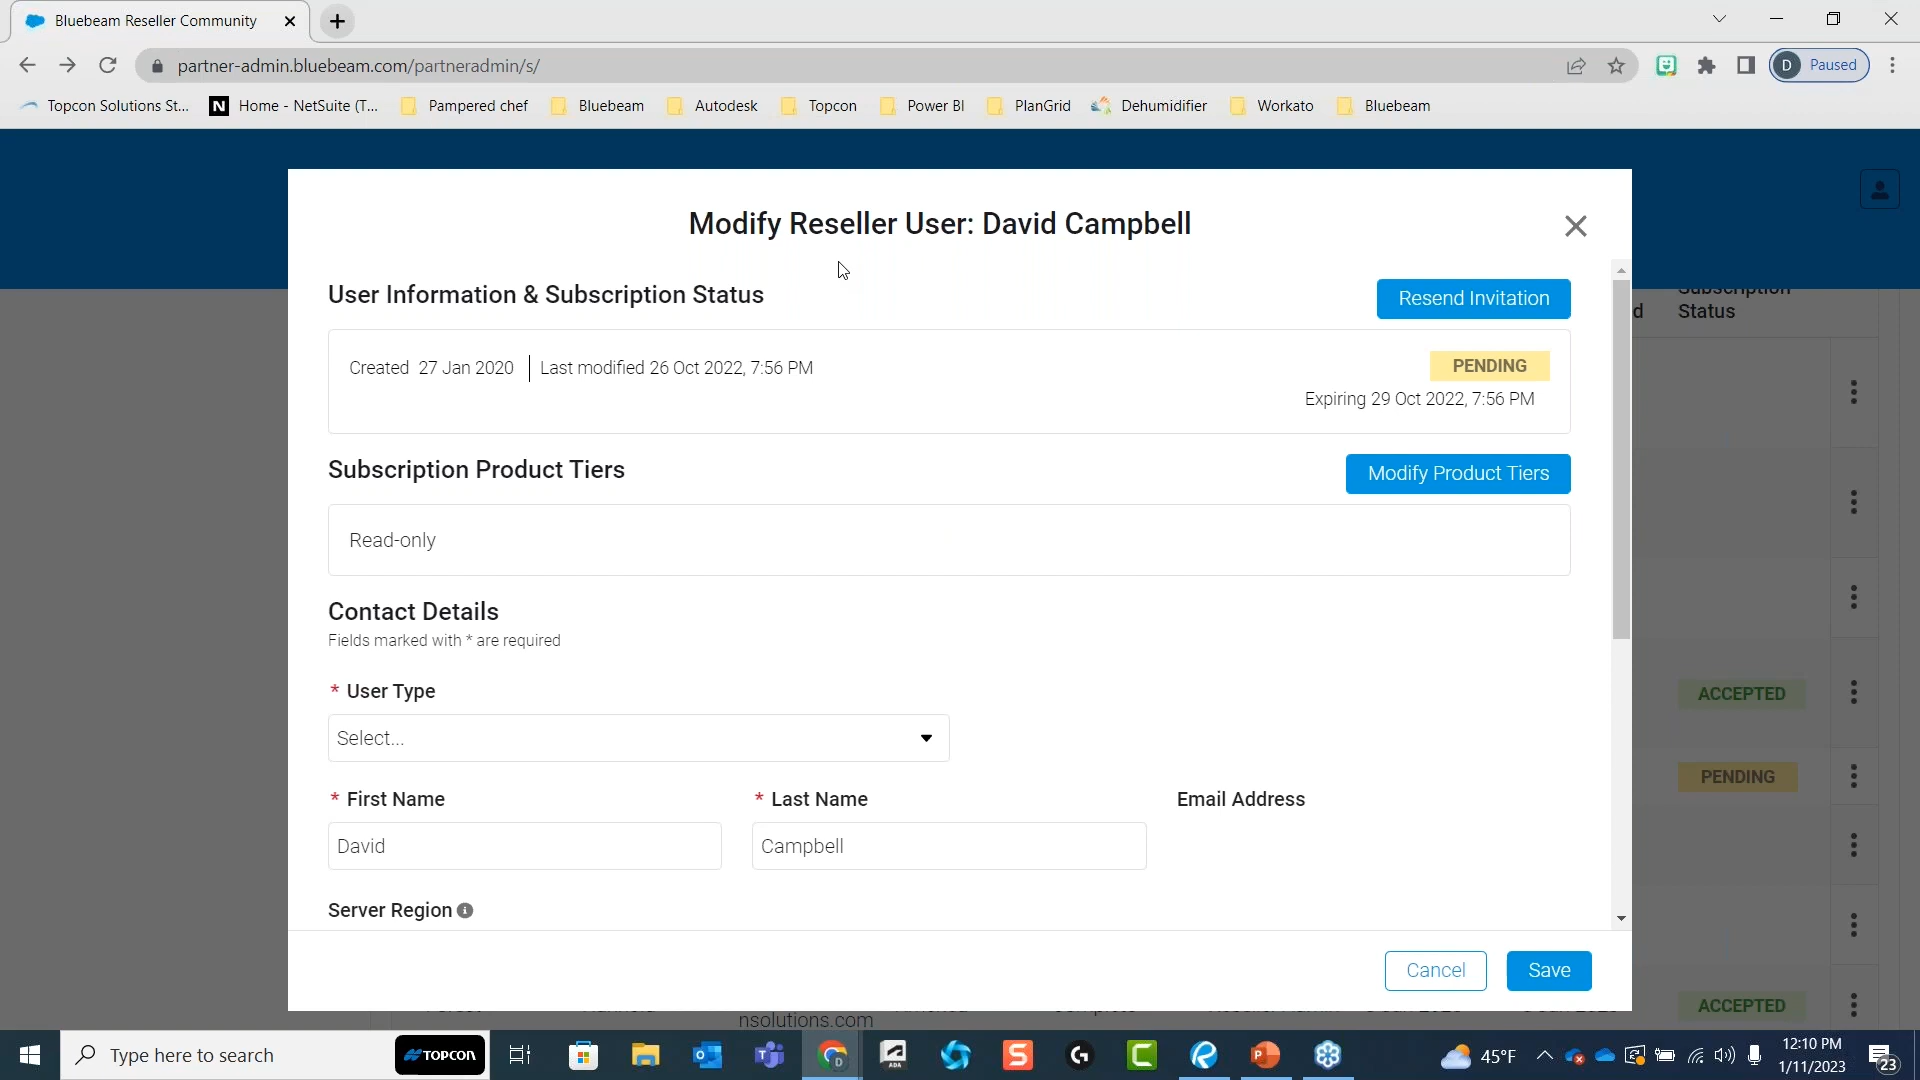 Bluebeam Reseller Community
partner-admin.bluebeam.com/partneradmin/s/
D Paused
Topcon Solutions St... N Home - NetSuite (T... Pampered chef Bluebeam Autodesk Topcon Power BI PlanGrid Dehumidifier Workato Bluebeam
Modify Reseller User: David Campbell
User Information & Subscription Status
Resend Invitation
Created 27 Jan 2020 Last modified 26 Oct 2022, 7:56 PM
PENDING
Expiring 29 Oct 2022, 7:56 PM
Subscription Product Tiers
Modify Product Tiers
Read-only
Contact Details
Fields marked with * are required
* User Type
Select...
* First Name * Last Name Email Address
David Campbell
Server Region
Cancel Save
d
Subscription
Status
ACCEPTED
PENDING
ACCEPTED
nsolutions.com
Type here to search
TOPCON
ADA
45°F
12:10 PM
1/11/2023
23